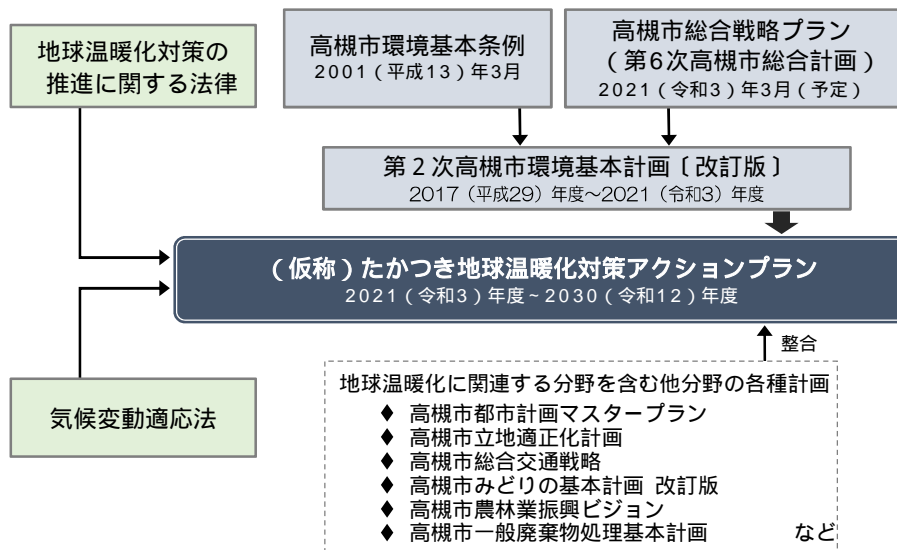 地球温暖化対策の
推進に関する法律
高槻市環境基本条例
2001（平成13）年3月
高槻市総合戦略プラン
（第6次高槻市総合計画）
2021（令和3）年3月（予定）
第２次高槻市環境基本計画〔改訂版〕
2017（平成29）年度～2021（令和3）年度
（仮称）たかつき地球温暖化対策アクションプラン
2021（令和3）年度~2030（令和12）年度
整合
気候変動適応法
地球温暖化に関連する分野を含む他分野の各種計画
♦ 高槻市都市計画マスタープラン
♦ 高槻市立地適正化計画
♦ 高槻市総合交通戦略
♦ 高槻市みどりの基本計画 改訂版
♦ 高槻市農林業振興ビジョン
♦ 高槻市一般廃棄物処理基本計画 など